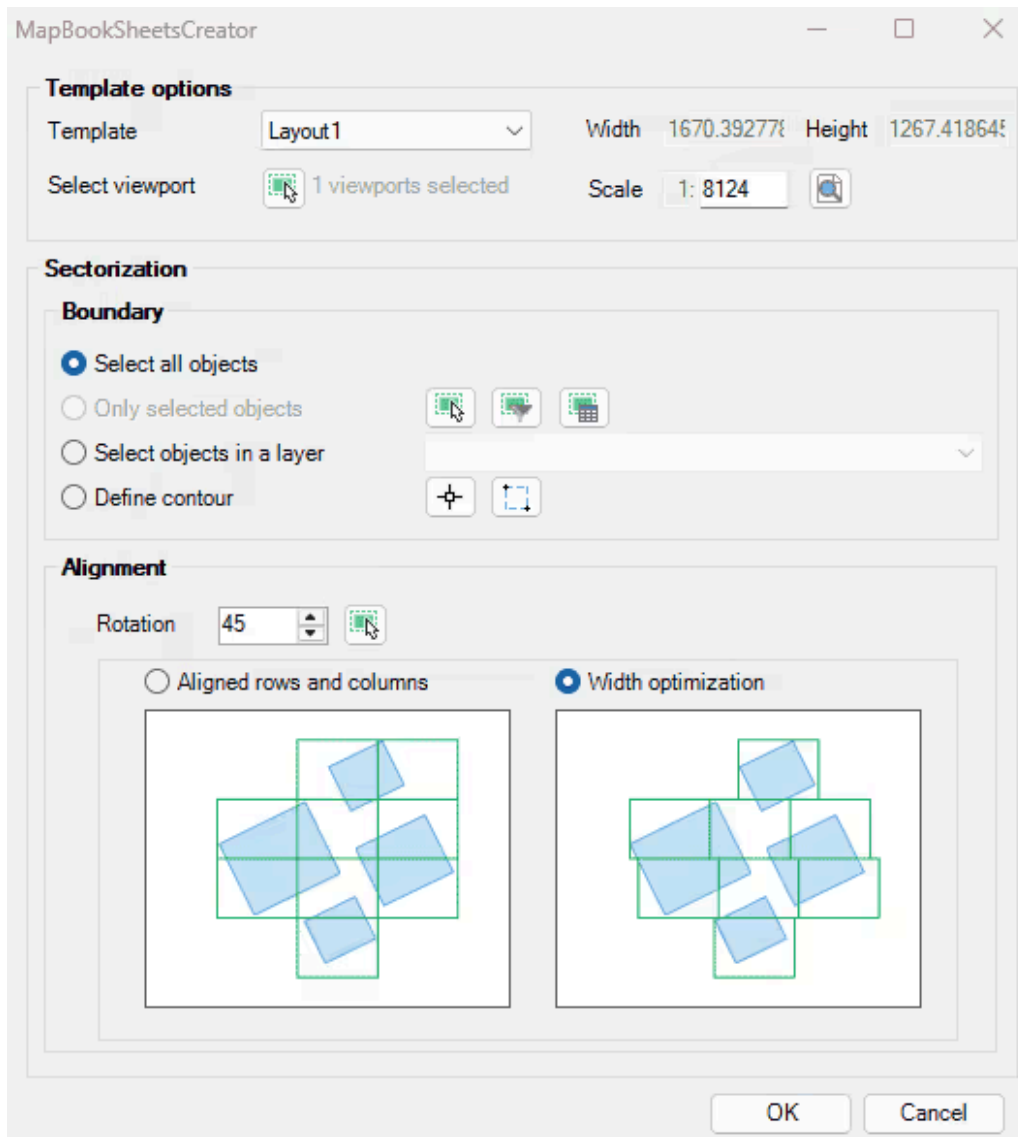 MapBookSheetsCreator
Template options
Template Layout1 Width 1670.392778 Height 1267.418645
Select viewport 1 viewports selected Scale 1: 8124
Sectorization
Boundary
Select all objects
Only selected objects
Select objects in a layer
Define contour
Alignment
Rotation 45
Aligned rows and columns Width optimization
OK Cancel